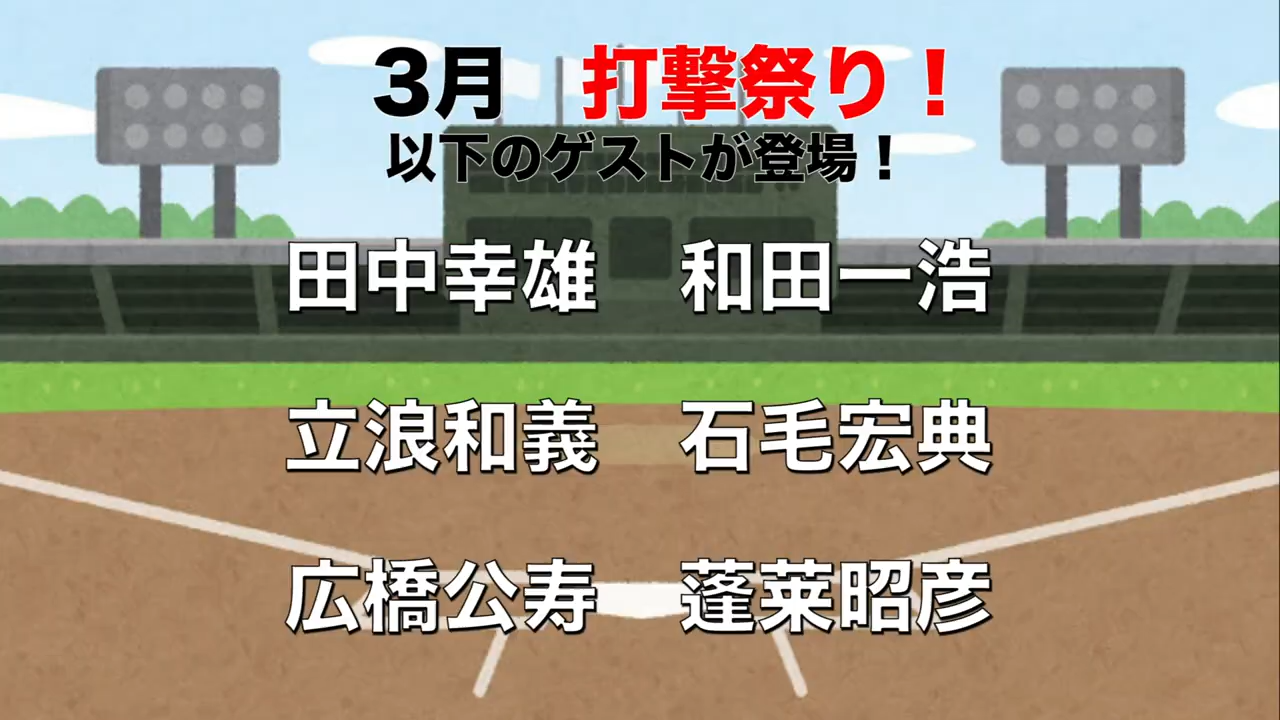 3月　打撃祭り！
以下のゲストが登場！
田中幸雄　和田一浩
立浪和義　石毛宏典
広橋公寿　蓬莱昭彦